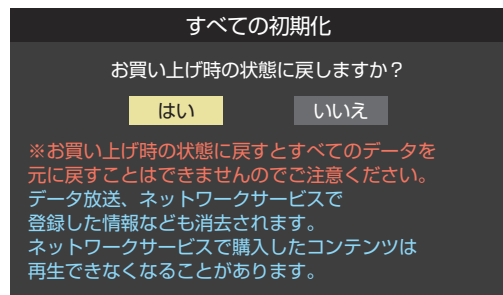 すべての初期化
お買い上げ時の状態に戻しますか？
はい
いいえ
※お買い上げ時の状態に戻すとすべてのデータを
元に戻すことはできませんのでご注意ください。
データ放送、ネットワークサービスで
登録した情報なども消去されます。
ネットワークサービスで購入したコンテンツは
再生できなくなることがあります。